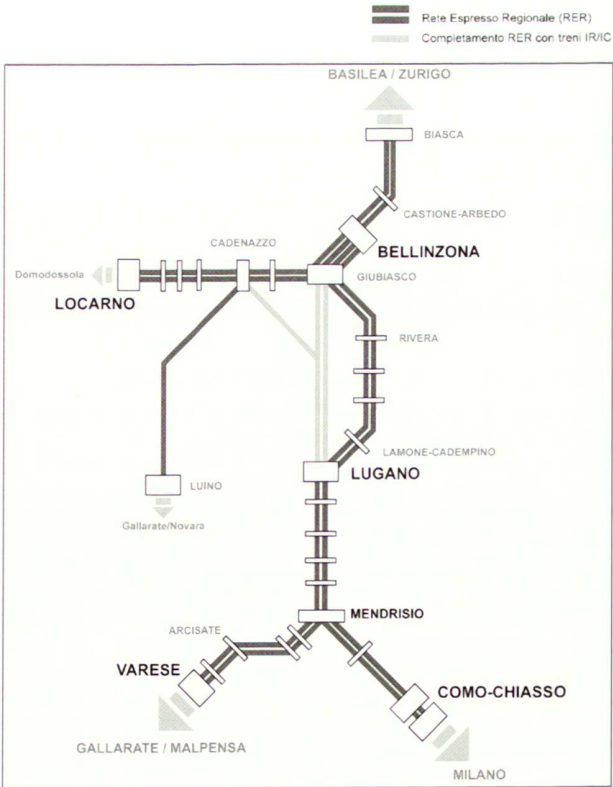 Rete Espresso Regionale (RER)
Completamento RER con treni IR/IC
BASILEA / ZURIGO
BIASCA
CASTIONE-ARBEDO
CADENAZZO
BELLINZONA
Domodossola
GIUBIASCO
LOCARNO
RIVERA
LAMONE-CADEMPINO
LUGANO
LUINO
Gallarate/Novara
MENDRISIO
ARCISATE
VARESE
COMO-CHIASSO
GALLARATE / MALPENSA
MILANO